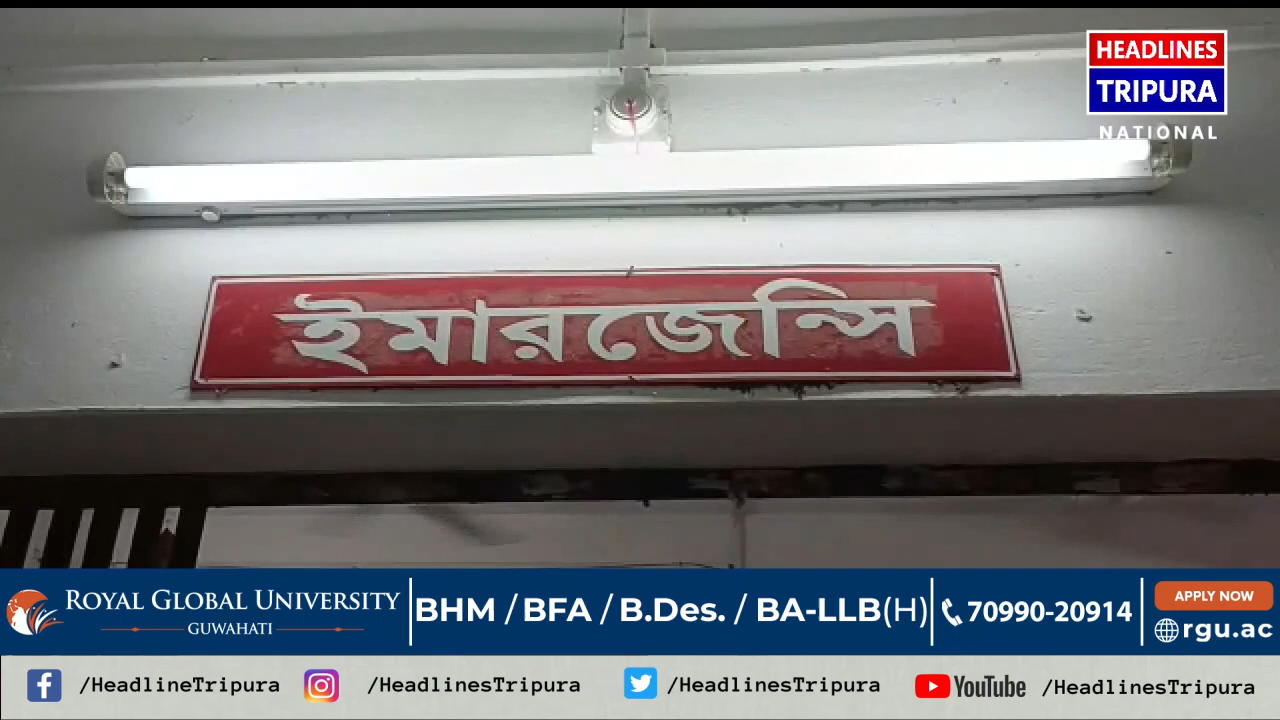 HEADLINES
TRIPURA
NATIONAL
ইমারজেন্সি
ROYAL GLOBAL UNIVERSITY
GUWAHATI
BHM / BFA / B.Des. / BA-LLB(H)
70990-20914
APPLY NOW
rgu.ac
/HeadlineTripura
/HeadlinesTripura
/HeadlinesTripura
YouTube /HeadlinesTripura